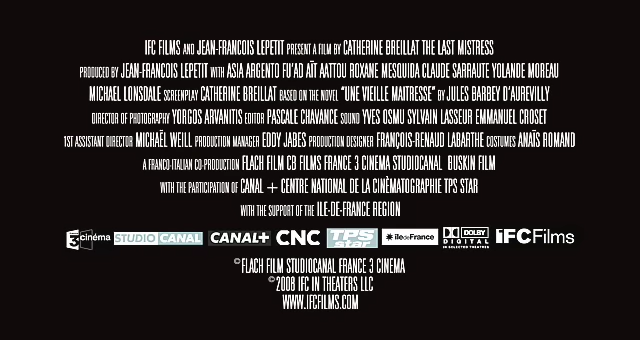 IFC FILMS AND JEAN-FRANCOIS LEPETIT PRESENT A FILM BY CATHERINE BREILLAT THE LAST MISTRESS
PRODUCED BY JEAN-FRANCOIS LEPETIT WITH ASIA ARGENTO FU'AD AÏT AATTOU ROXANE MESQUIDA CLAUDE SARRAUTE YOLANDE MOREAU
MICHAEL LONSDALE SCREENPLAY CATHERINE BREILLAT BASED ON THE NOVEL "UNE VIEILLE MAITRESSE" BY JULES BARBEY D'AUREVILLY
DIRECTOR OF PHOTOGRAPHY YORGOS ARVANITIS EDITOR PASCALE CHAVANCE SOUND YVES OSMU SYLVAIN LASSEUR EMMANUEL CROSET
1ST ASSISTANT DIRECTOR MICHAËL WEILL PRODUCTION MANAGER EDDY JABES PRODUCTION DESIGNER FRANÇOIS-RENAUD LABARTHE COSTUMES ANAÏS ROMAND
A FRANCO-ITALIAN CO-PRODUCTION FLACH FILM CB FILMS FRANCE 3 CINEMA STUDIOCANAL BUSKIN FILM
WITH THE PARTICIPATION OF CANAL + CENTRE NATIONAL DE LA CINÈMATOGRAPHIE TPS STAR
WITH THE SUPPORT OF THE ILE-DE-FRANCE REGION
3 cinéma STUDIO CANAL CANAL+ CNC TPS star îledeFrance DOLBY DIGITAL IN SELECTED THEATRES IFC Films
© FLACH FILM STUDIOCANAL FRANCE 3 CINEMA
© 2008 IFC IN THEATERS LLC
WWW.IFCFILMS.COM